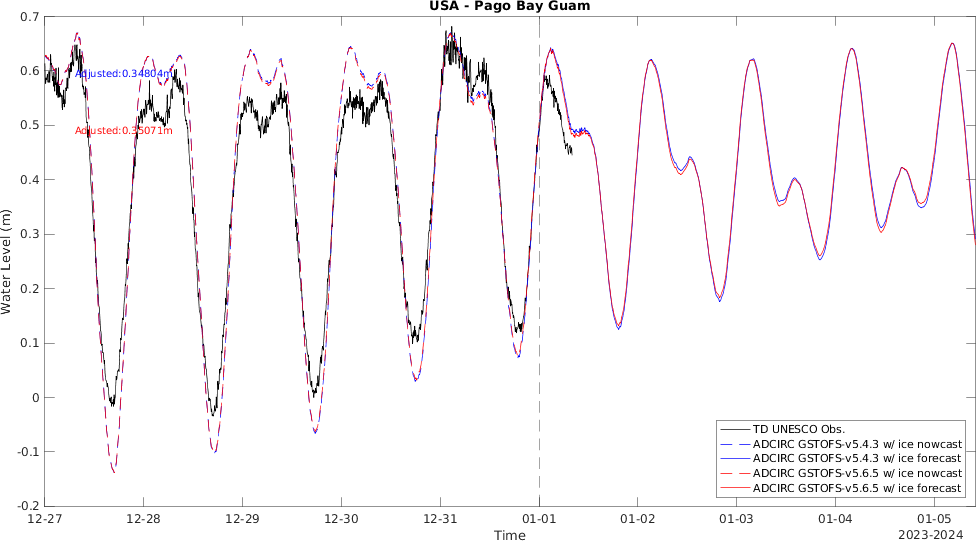 USA - Pago Bay Guam
0.7
0.6
0.5
0.4
0.3
0.2
0.1
0
-0.1
-0.2
Water Level (m)
Adjusted:0.34804m
Adjusted:0.35071m
TD UNESCO Obs.
ADCIRC GSTOFS-v5.4.3 w/ ice nowcast
ADCIRC GSTOFS-v5.4.3 w/ ice forecast
ADCIRC GSTOFS-v5.6.5 w/ ice nowcast
ADCIRC GSTOFS-v5.6.5 w/ ice forecast
12-27 12-28 12-29 12-30 12-31 01-01 01-02 01-03 01-04 01-05
Time
2023-2024